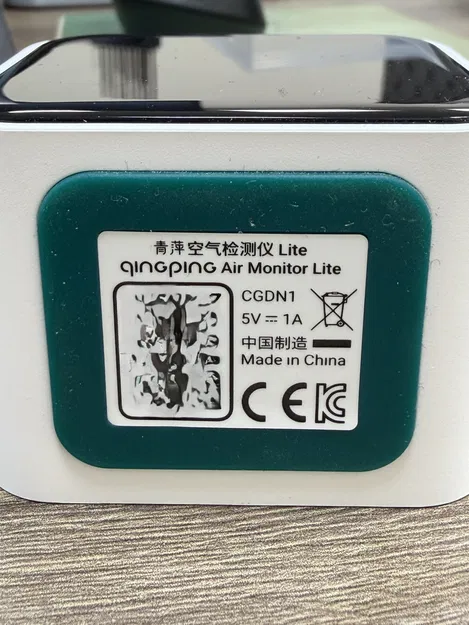 青萍空气检测仪 Lite
qingping Air Monitor Lite
CGDN1
5V ⎓ 1A
中国制造
Made in China
CE